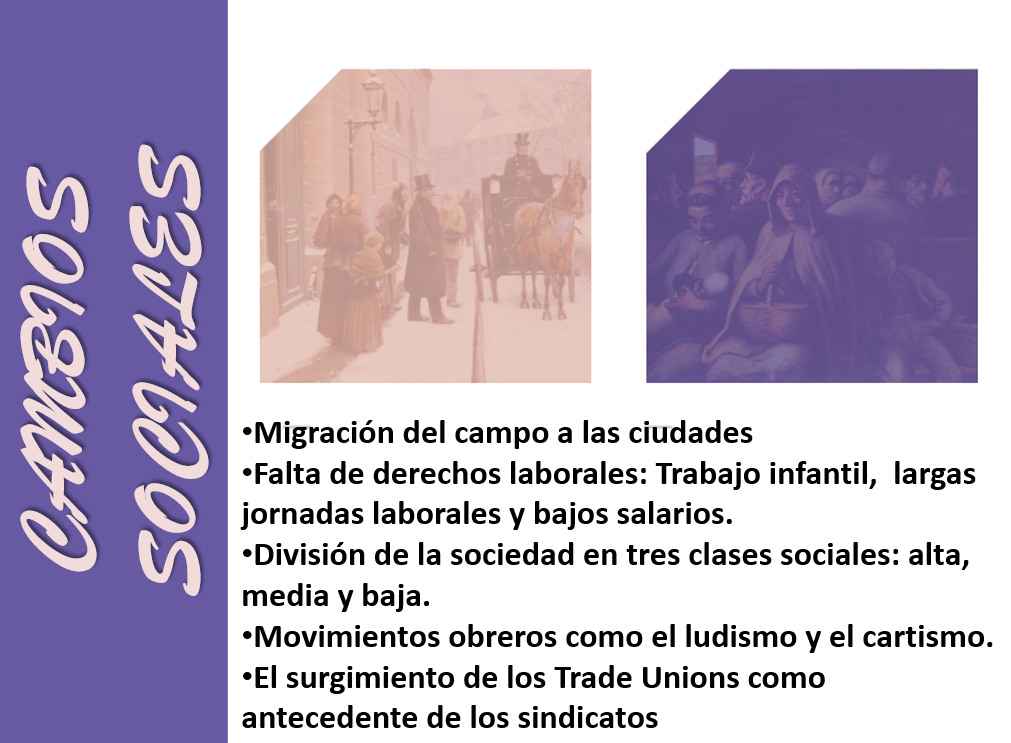 CAMBIOS
SOCIALES
•Migración del campo a las ciudades
•Falta de derechos laborales: Trabajo infantil,  largas
jornadas laborales y bajos salarios.
•División de la sociedad en tres clases sociales: alta,
media y baja.
•Movimientos obreros como el ludismo y el cartismo.
•El surgimiento de los Trade Unions como
antecedente de los sindicatos